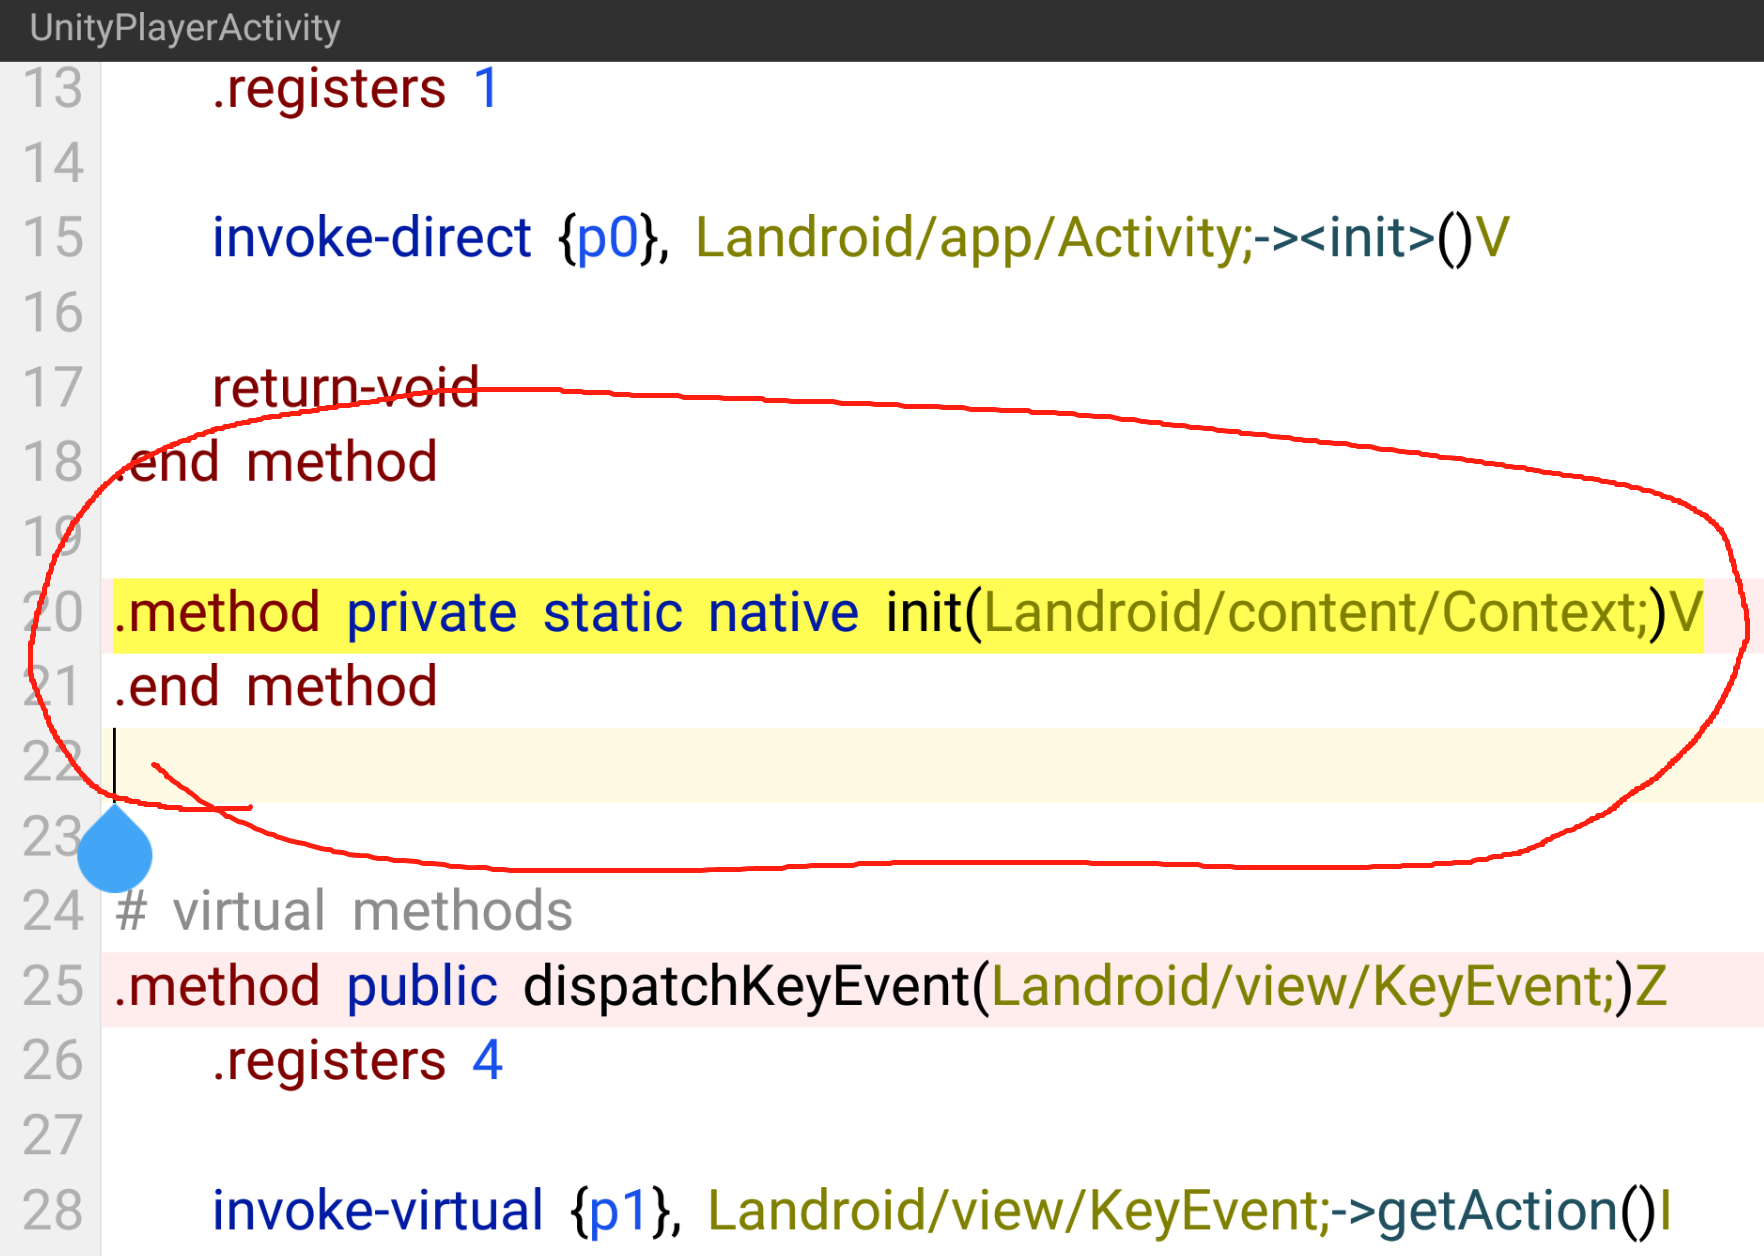 UnityPlayerActivity
13 .registers 1
14
15 invoke-direct {p0}, Landroid/app/Activity;-><init>()V
16
17 return-void
18 .end method
19
20 .method private static native init(Landroid/content/Context;)V
21 .end method
22
23
24 # virtual methods
25 .method public dispatchKeyEvent(Landroid/view/KeyEvent;)Z
26 .registers 4
27
28 invoke-virtual {p1}, Landroid/view/KeyEvent;->getAction()I